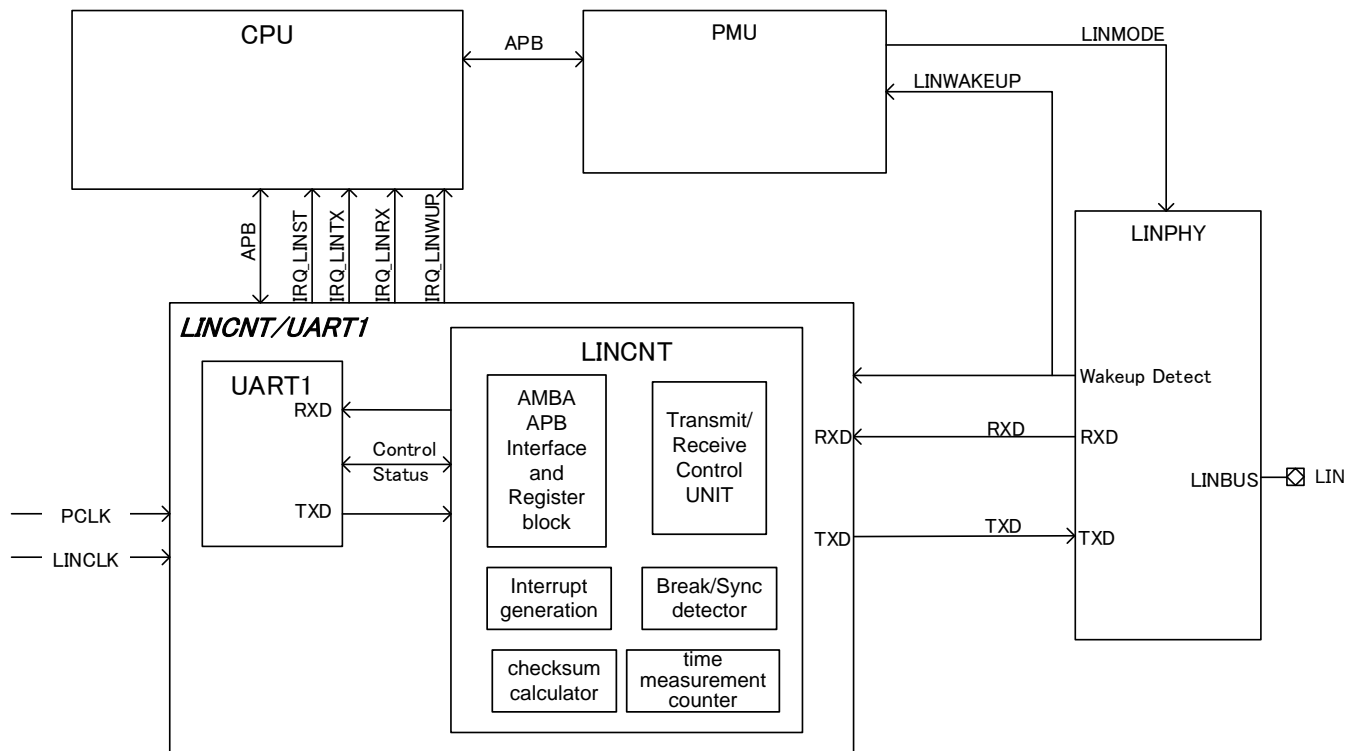 CPU
APB
PMU
LINMODE
LINWAKEUP
APB
IRQ_LINST
IRQ_LINTX
IRQ_LINRX
IRQ_LINWUP
LINPHY
Wakeup Detect
RXD
LINBUS
TXD
LIN
RXD
TXD
LINCNT/UART1
UART1
RXD
TXD
Control
Status
LINCNT
AMBA
APB
Interface
and
Register
block
Transmit/
Receive
Control
UNIT
Interrupt
generation
Break/Sync
detector
checksum
calculator
time
measurement
counter
RXD
TXD
PCLK
LINCLK